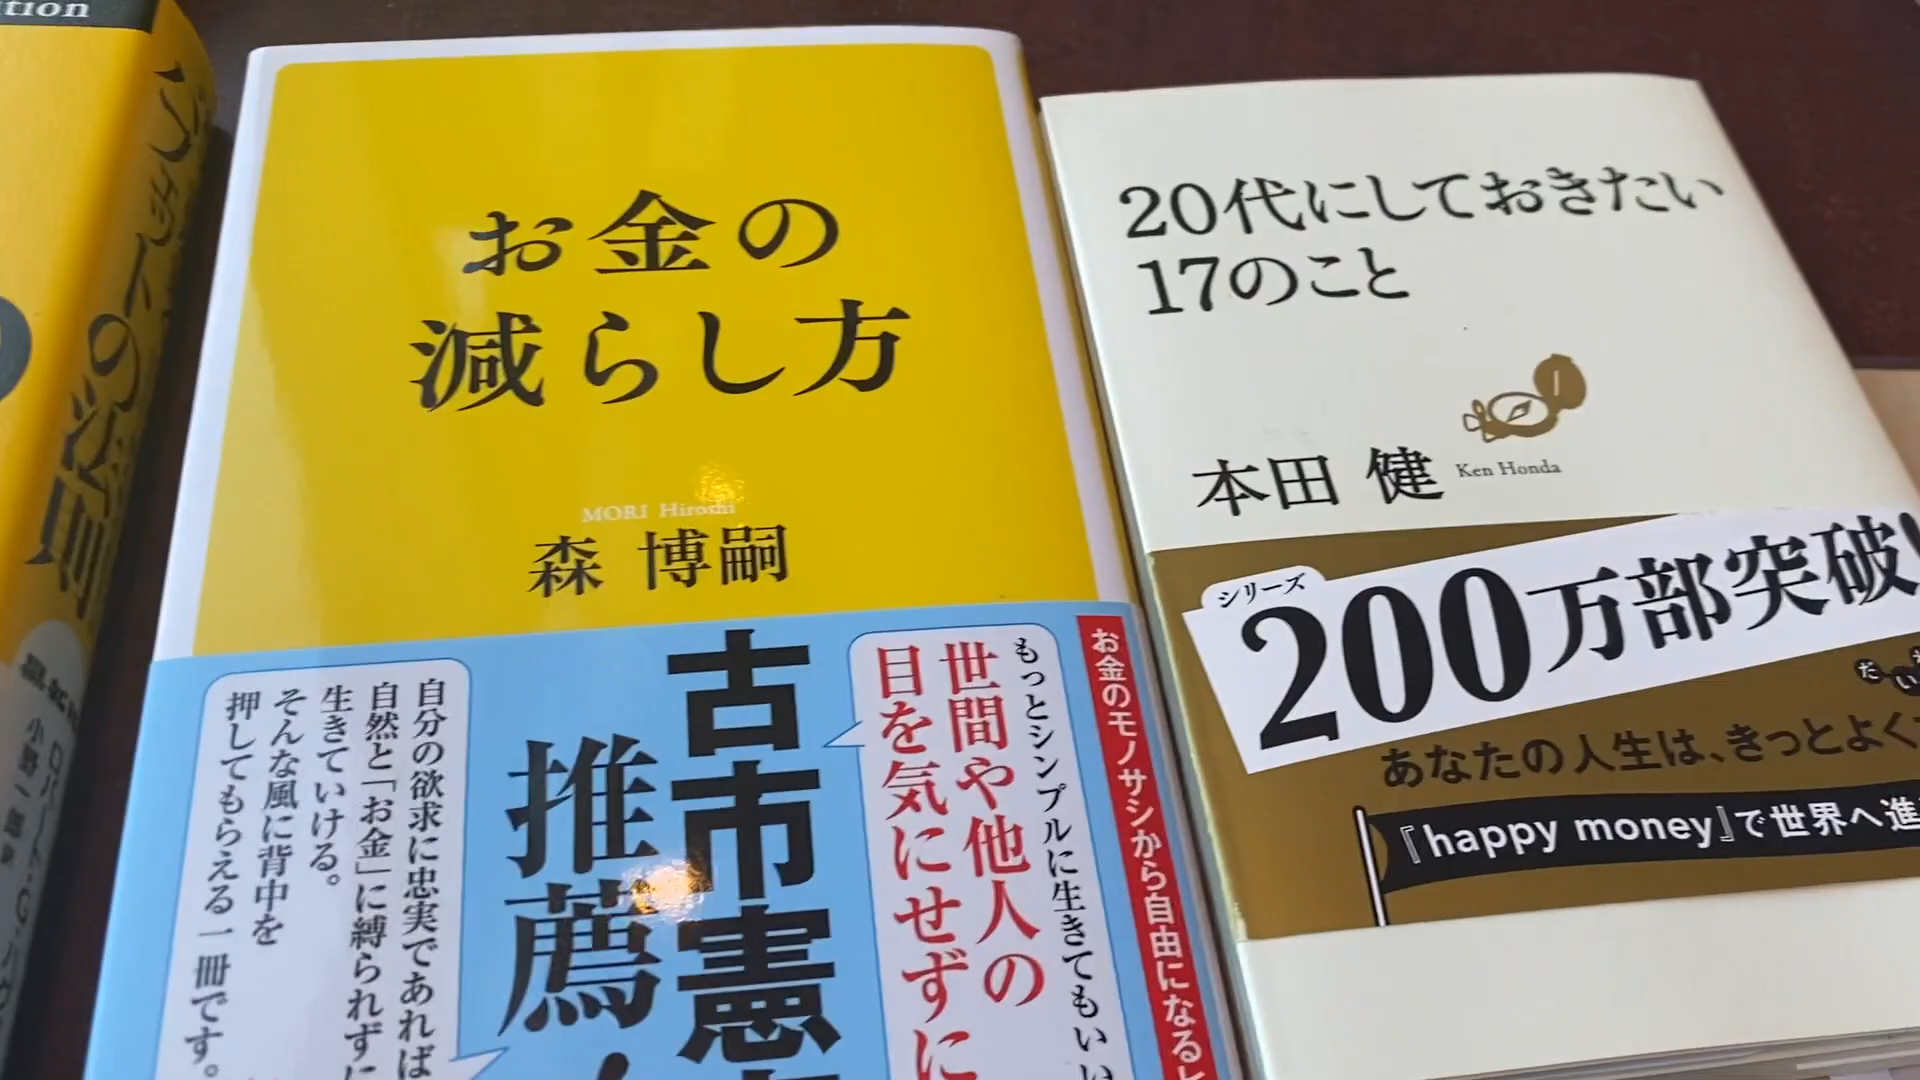 お金の
減らし方
MORI Hiroshi
森 博嗣
お金のモノサシから自由になる
もっとシンプルに生きてもいい
世間や他人の
目を気にせずに
古市憲
推薦
自分の欲求に忠実であれば
自然と「お金」に縛られずに
生きていける。
そんな風に背中を
押してもらえる一冊です。
20代にしておきたい
17のこと
本田 健
Ken Honda
シリーズ
200万部突破!
あなたの人生は、きっとよく
『happy money』で世界へ進
の法則
小野一郎